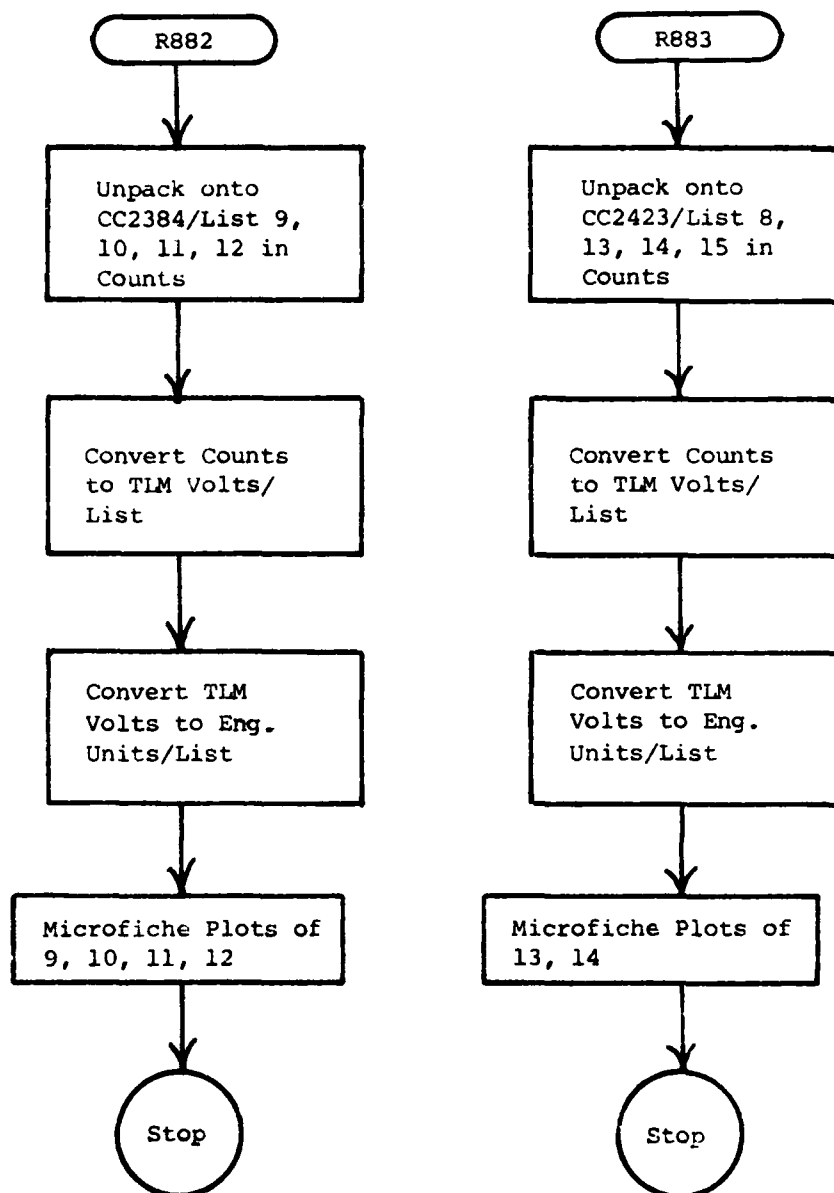 R882
Unpack onto
CC2384/List 9,
10, 11, 12 in
Counts
Convert Counts
to TLM Volts/
List
Convert TLM
Volts to Eng.
Units/List
Microfiche Plots of
9, 10, 11, 12
Stop
R883
Unpack onto
CC2423/List 8,
13, 14, 15 in
Counts
Convert Counts
to TLM Volts/
List
Convert TLM
Volts to Eng.
Units/List
Microfiche Plots of
13, 14
Stop